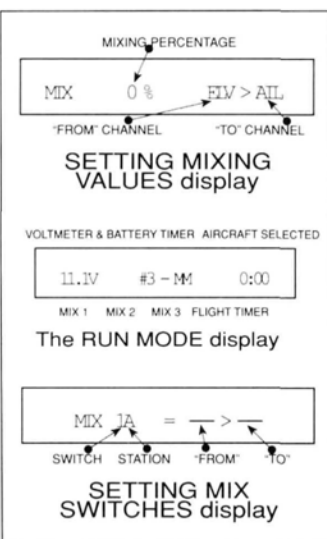 MIXING PERCENTAGE
MIX 0 % ELV > AIL
"FROM" CHANNEL "TO" CHANNEL
SETTING MIXING
VALUES display
VOLTMETER & BATTERY TIMER AIRCRAFT SELECTED
11.1V #3 - MM 0:00
MIX 1 MIX 2 MIX 3 FLIGHT TIMER
The RUN MODE display
MIX 1A = — > —
SWITCH STATION "FROM" "TO"
SETTING MIX
SWITCHES display